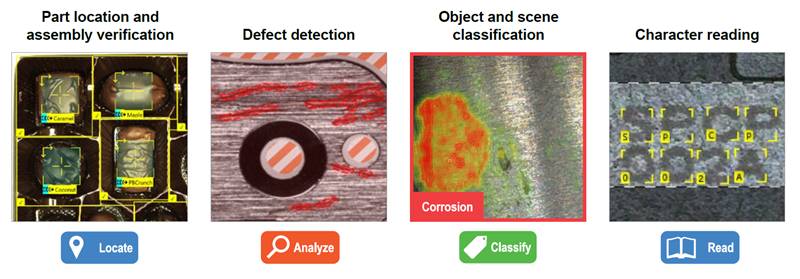 Part location and
assembly verification
Defect detection
Object and scene
classification
Character reading
Caramel
Maple
Coconut
PBCrunch
Corrosion
S P C P
0 0 2 A
Locate
Analyze
Classify
Read